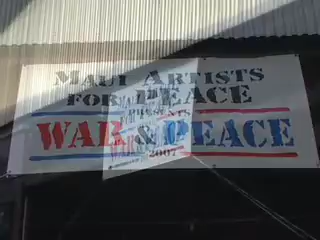 MAUI ARTISTS
FOR PEACE
PRESENTS
WAR & PEACE
2007